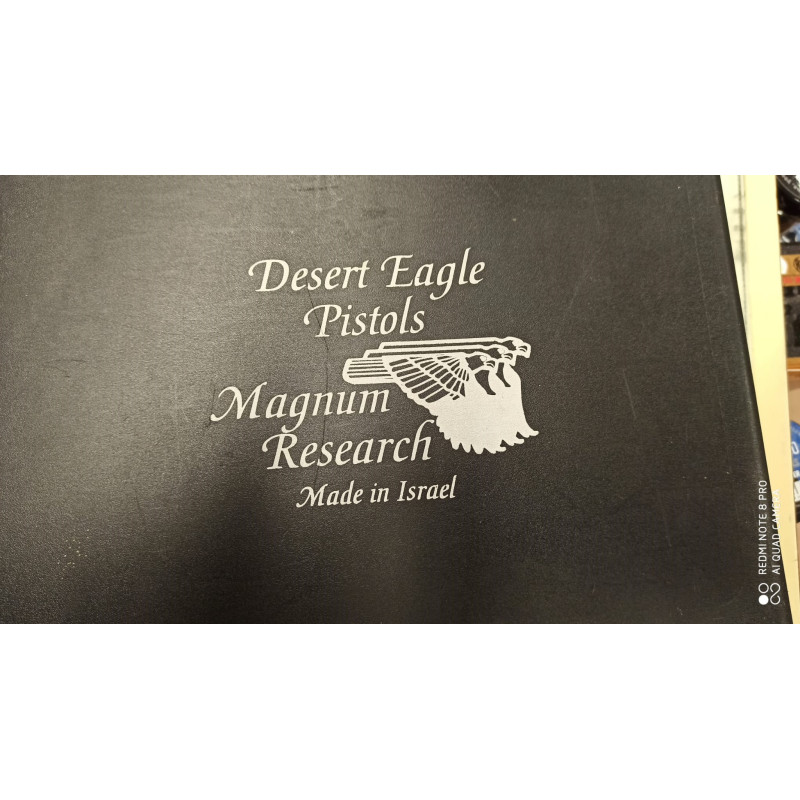 Desert Eagle
Pistols
Magnum
Research
Made in Israel
REDMI NOTE 8 PRO
AI QUAD CAMERA